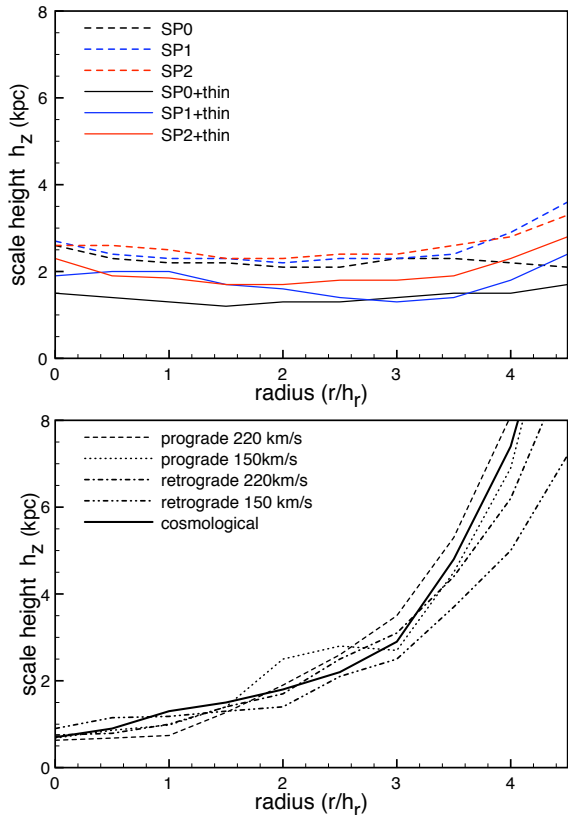 8
SP0
SP1
SP2
SP0+thin
SP1+thin
SP2+thin
6
4
2
0
scale height h_z (kpc)
0 1 2 3 4
radius (r/h_r)
8
prograde 220 km/s
prograde 150km/s
retrograde 220km/s
retrograde 150 km/s
cosmological
6
4
2
0
scale height h_z (kpc)
0 1 2 3 4
radius (r/h_r)